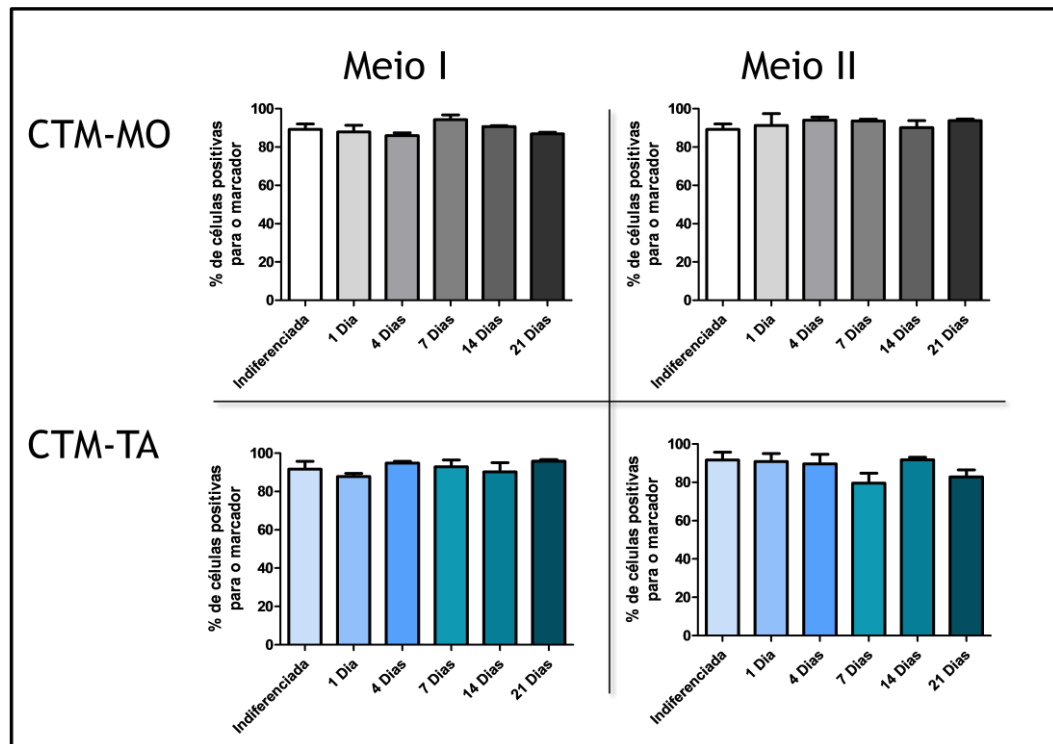 Meio I
Meio II
CTM-MO
% de células positivas
para o marcador
100
80
60
40
20
0
Indiferenciada
1 Dia
4 Dias
7 Dias
14 Dias
21 Dias
% de células positivas
para o marcador
100
80
60
40
20
0
Indiferenciada
1 Dia
4 Dias
7 Dias
14 Dias
21 Dias
CTM-TA
% de células positivas
para o marcador
100
80
60
40
20
0
Indiferenciada
1 Dia
4 Dias
7 Dias
14 Dias
21 Dias
% de células positivas
para o marcador
100
80
60
40
20
0
Indiferenciada
1 Dia
4 Dias
7 Dias
14 Dias
21 Dias